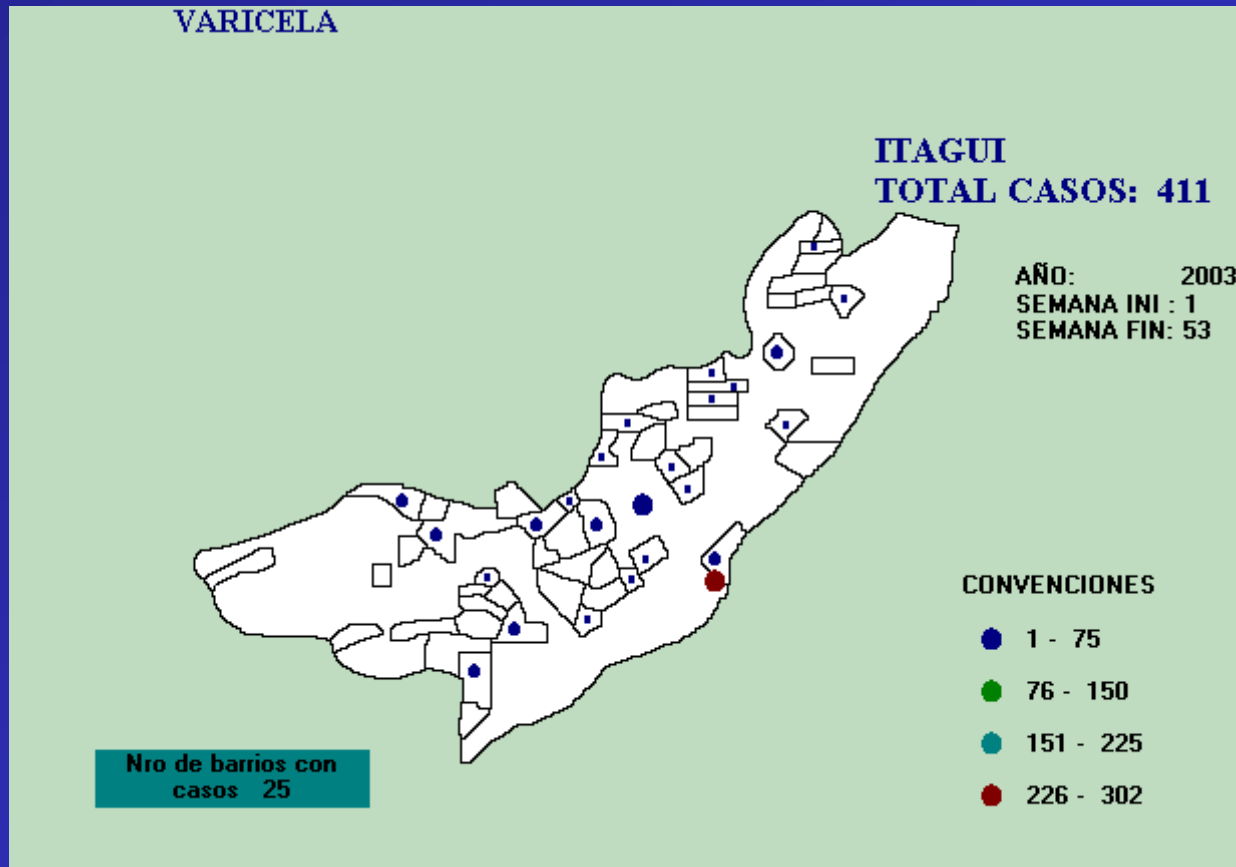 VARICELA
ITAGUI
TOTAL CASOS: 411
AÑO: 2003
SEMANA INI : 1
SEMANA FIN: 53
CONVENCIONES
1 - 75
76 - 150
151 - 225
226 - 302
Nro de barrios con
casos 25